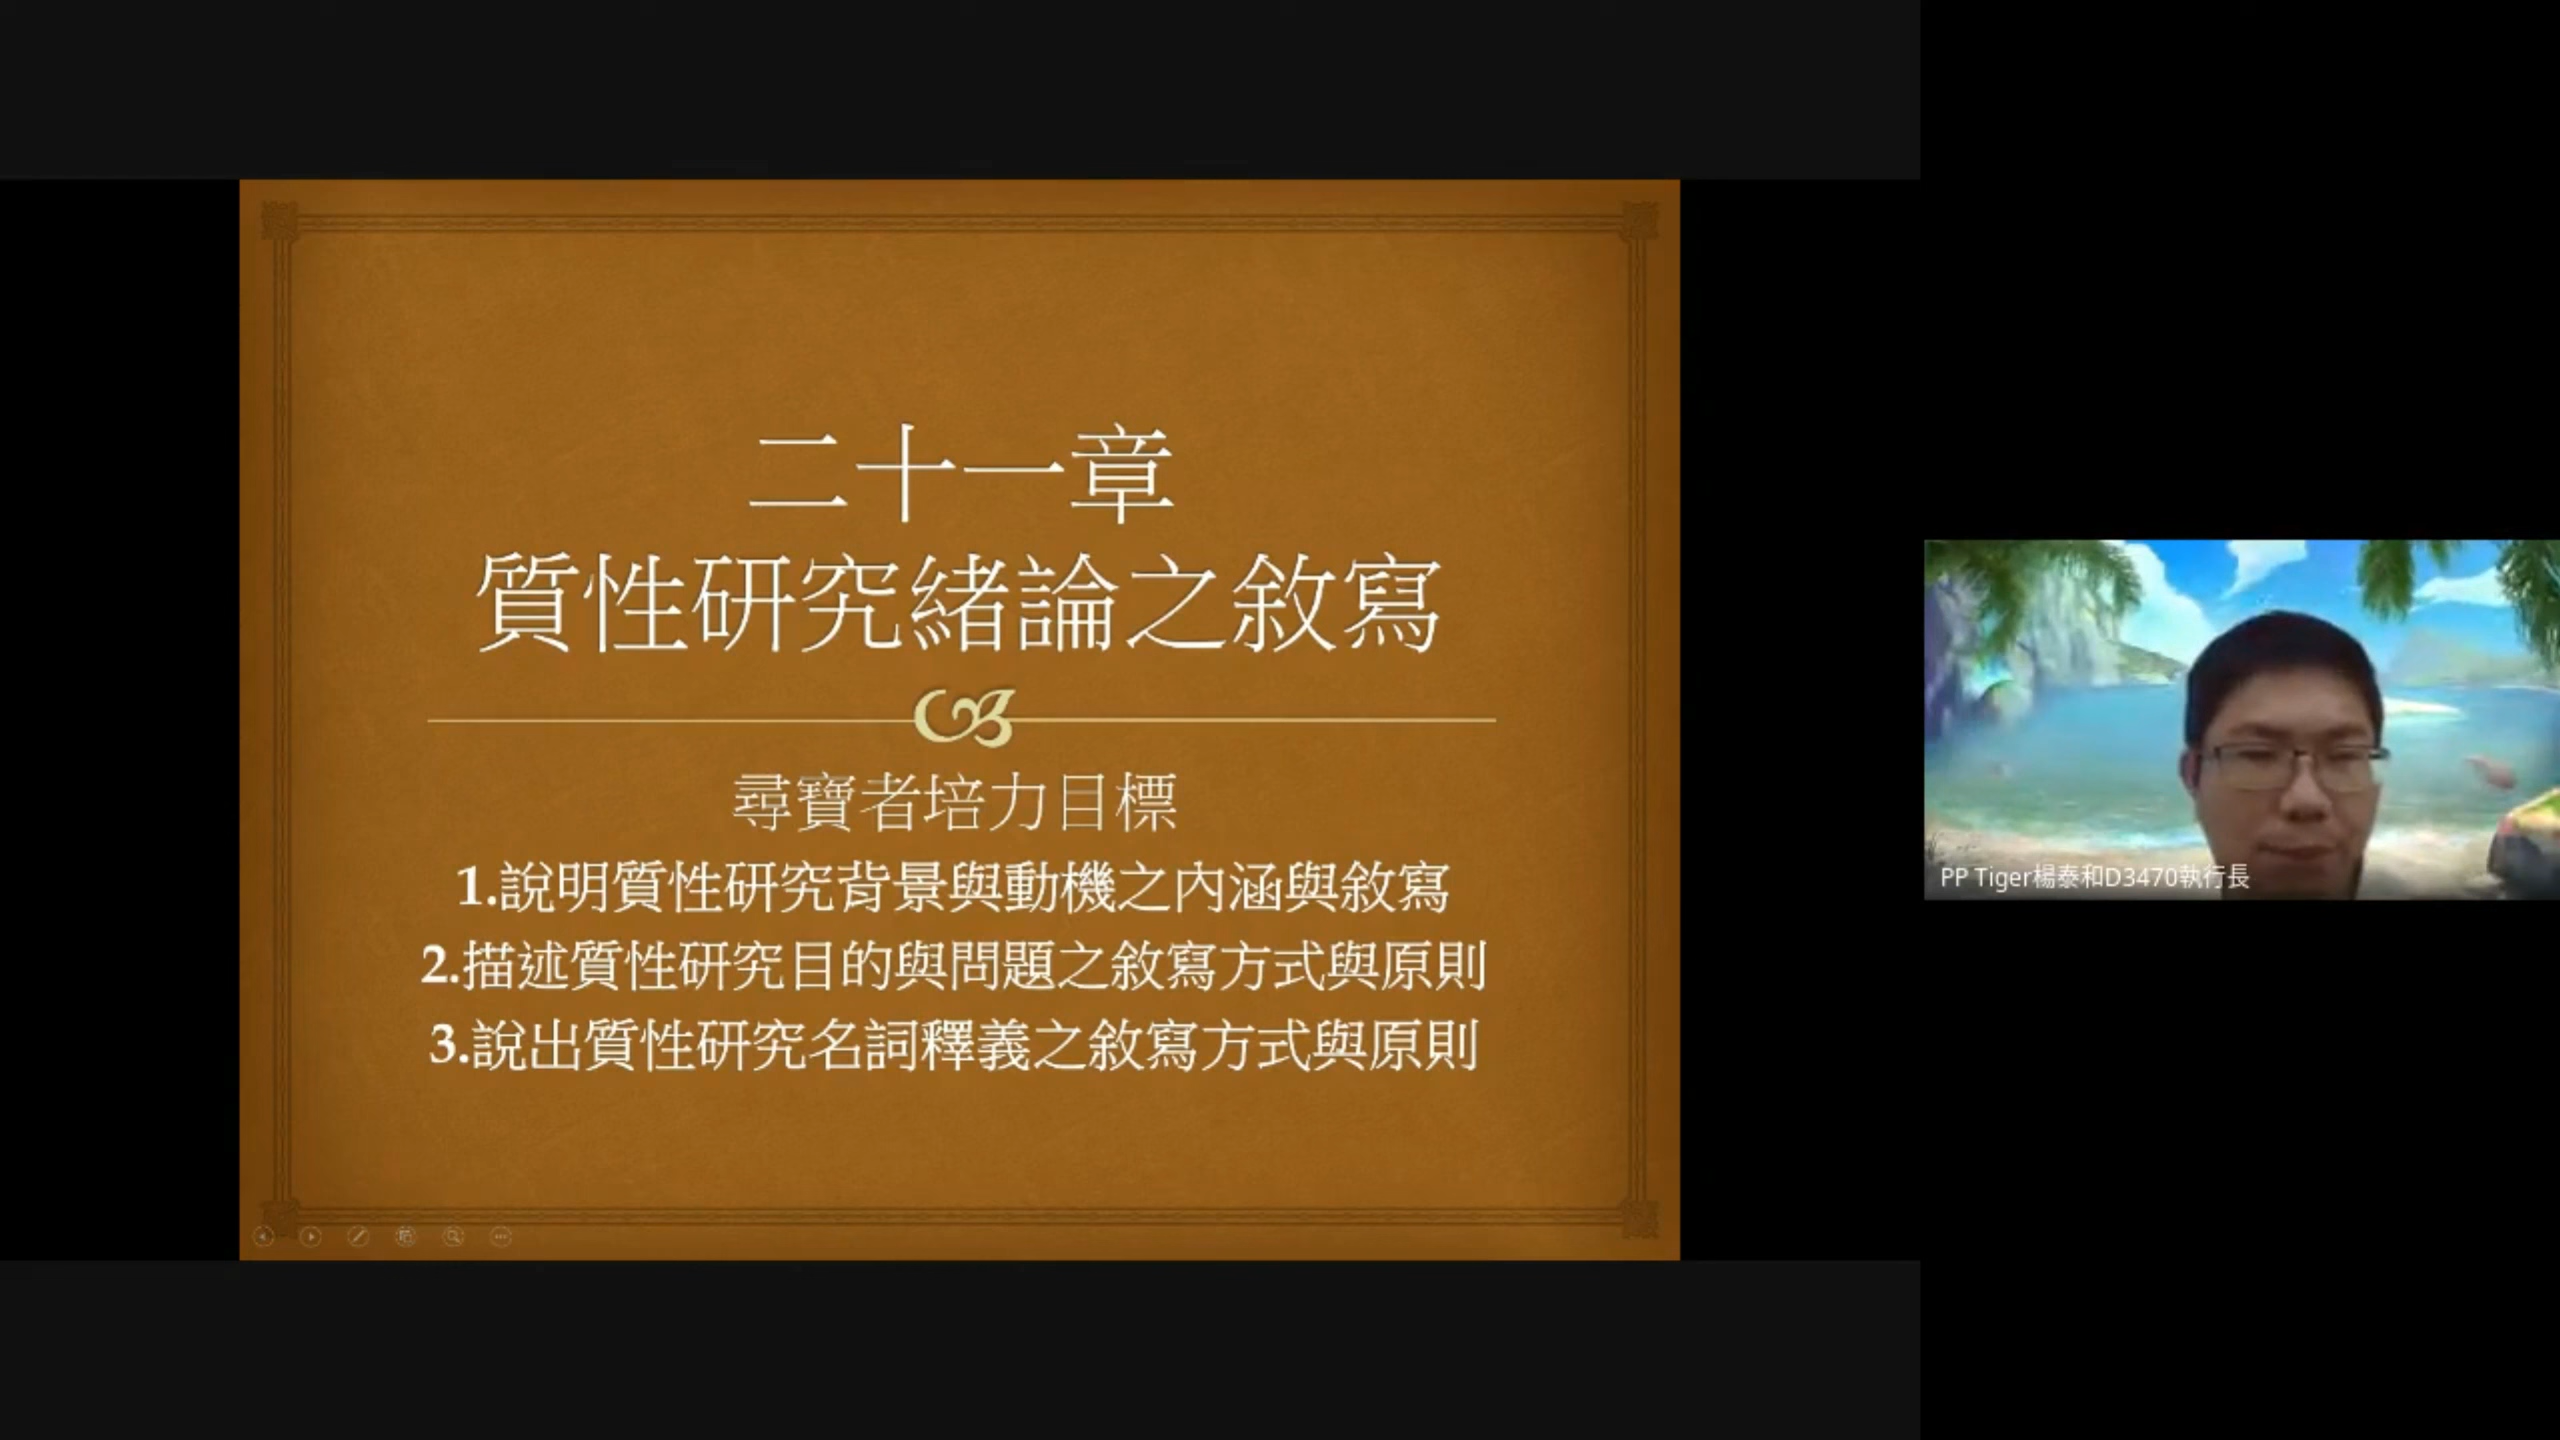 二十一章
質性研究緒論之敘寫
尋寶者培力目標
1.說明質性研究背景與動機之內涵與敘寫
2.描述質性研究目的與問題之敘寫方式與原則
3.說出質性研究名詞釋義之敘寫方式與原則
PP Tiger楊泰和D3470執行長